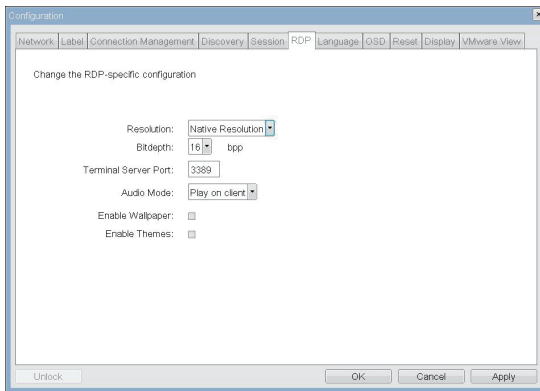 Configuration
Network Label Connection Management Discovery Session RDP Language OSD Reset Display VMware View
Change the RDP-specific configuration
Resolution: Native Resolution
Bitdepth: 16 bpp
Terminal Server Port: 3389
Audio Mode: Play on client
Enable Wallpaper:
Enable Themes:
Unlock OK Cancel Apply